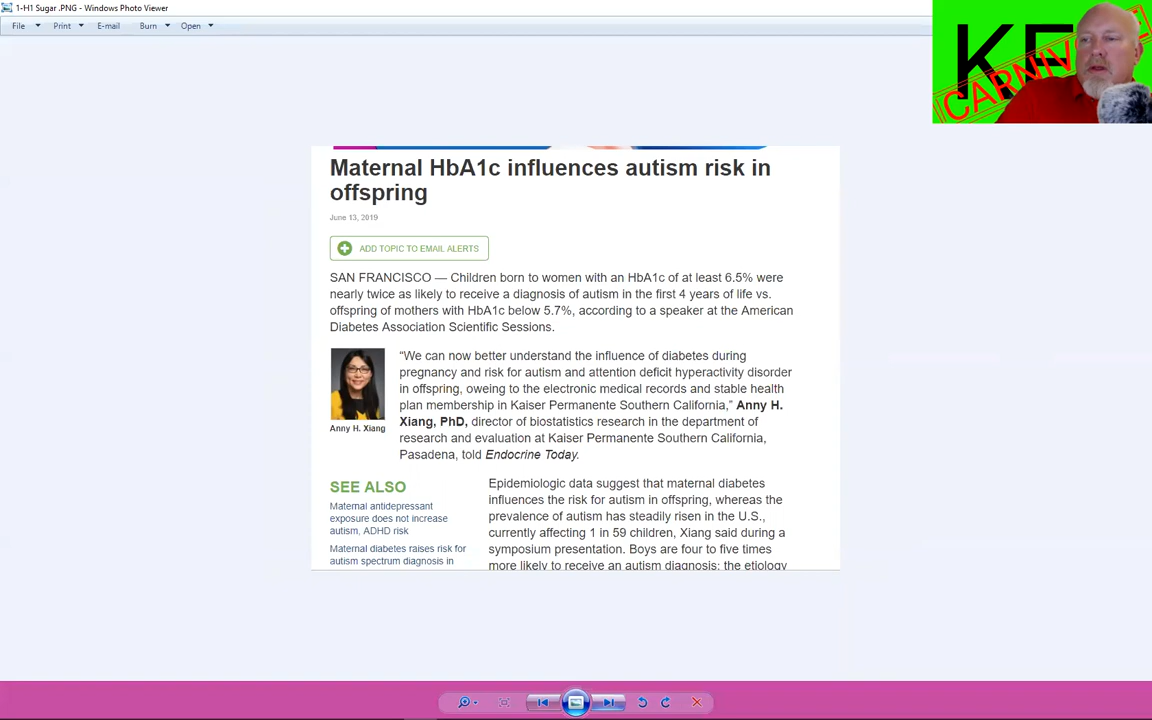 1-H1 Sugar .PNG - Windows Photo Viewer
File Print E-mail Burn Open
CARNIV
Maternal HbA1c influences autism risk in
offspring
June 13, 2019
ADD TOPIC TO EMAIL ALERTS
SAN FRANCISCO — Children born to women with an HbA1c of at least 6.5% were
nearly twice as likely to receive a diagnosis of autism in the first 4 years of life vs.
offspring of mothers with HbA1c below 5.7%, according to a speaker at the American
Diabetes Association Scientific Sessions.
“We can now better understand the influence of diabetes during
pregnancy and risk for autism and attention deficit hyperactivity disorder
in offspring, oweing to the electronic medical records and stable health
plan membership in Kaiser Permanente Southern California,” Anny H.
Xiang, PhD, director of biostatistics research in the department of
research and evaluation at Kaiser Permanente Southern California,
Pasadena, told Endocrine Today.
Anny H. Xiang
SEE ALSO
Maternal antidepressant
exposure does not increase
autism, ADHD risk
Maternal diabetes raises risk for
autism spectrum diagnosis in
Epidemiologic data suggest that maternal diabetes
influences the risk for autism in offspring, whereas the
prevalence of autism has steadily risen in the U.S.,
currently affecting 1 in 59 children, Xiang said during a
symposium presentation. Boys are four to five times
more likely to receive an autism diagnosis; the etiology